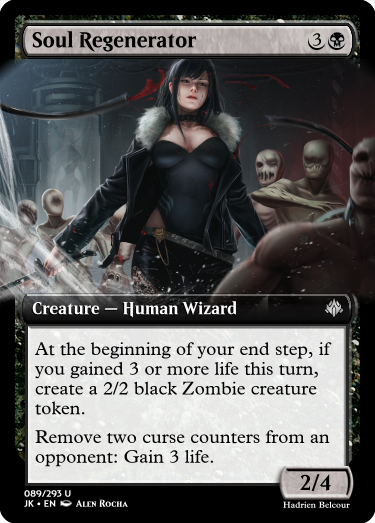 Soul Regenerator 3
Creature — Human Wizard
At the beginning of your end step, if
you gained 3 or more life this turn,
create a 2/2 black Zombie creature
token.
Remove two curse counters from an
opponent: Gain 3 life.
2/4
089/293 U
JK • EN Alen Rocha
Hadrien Belcour